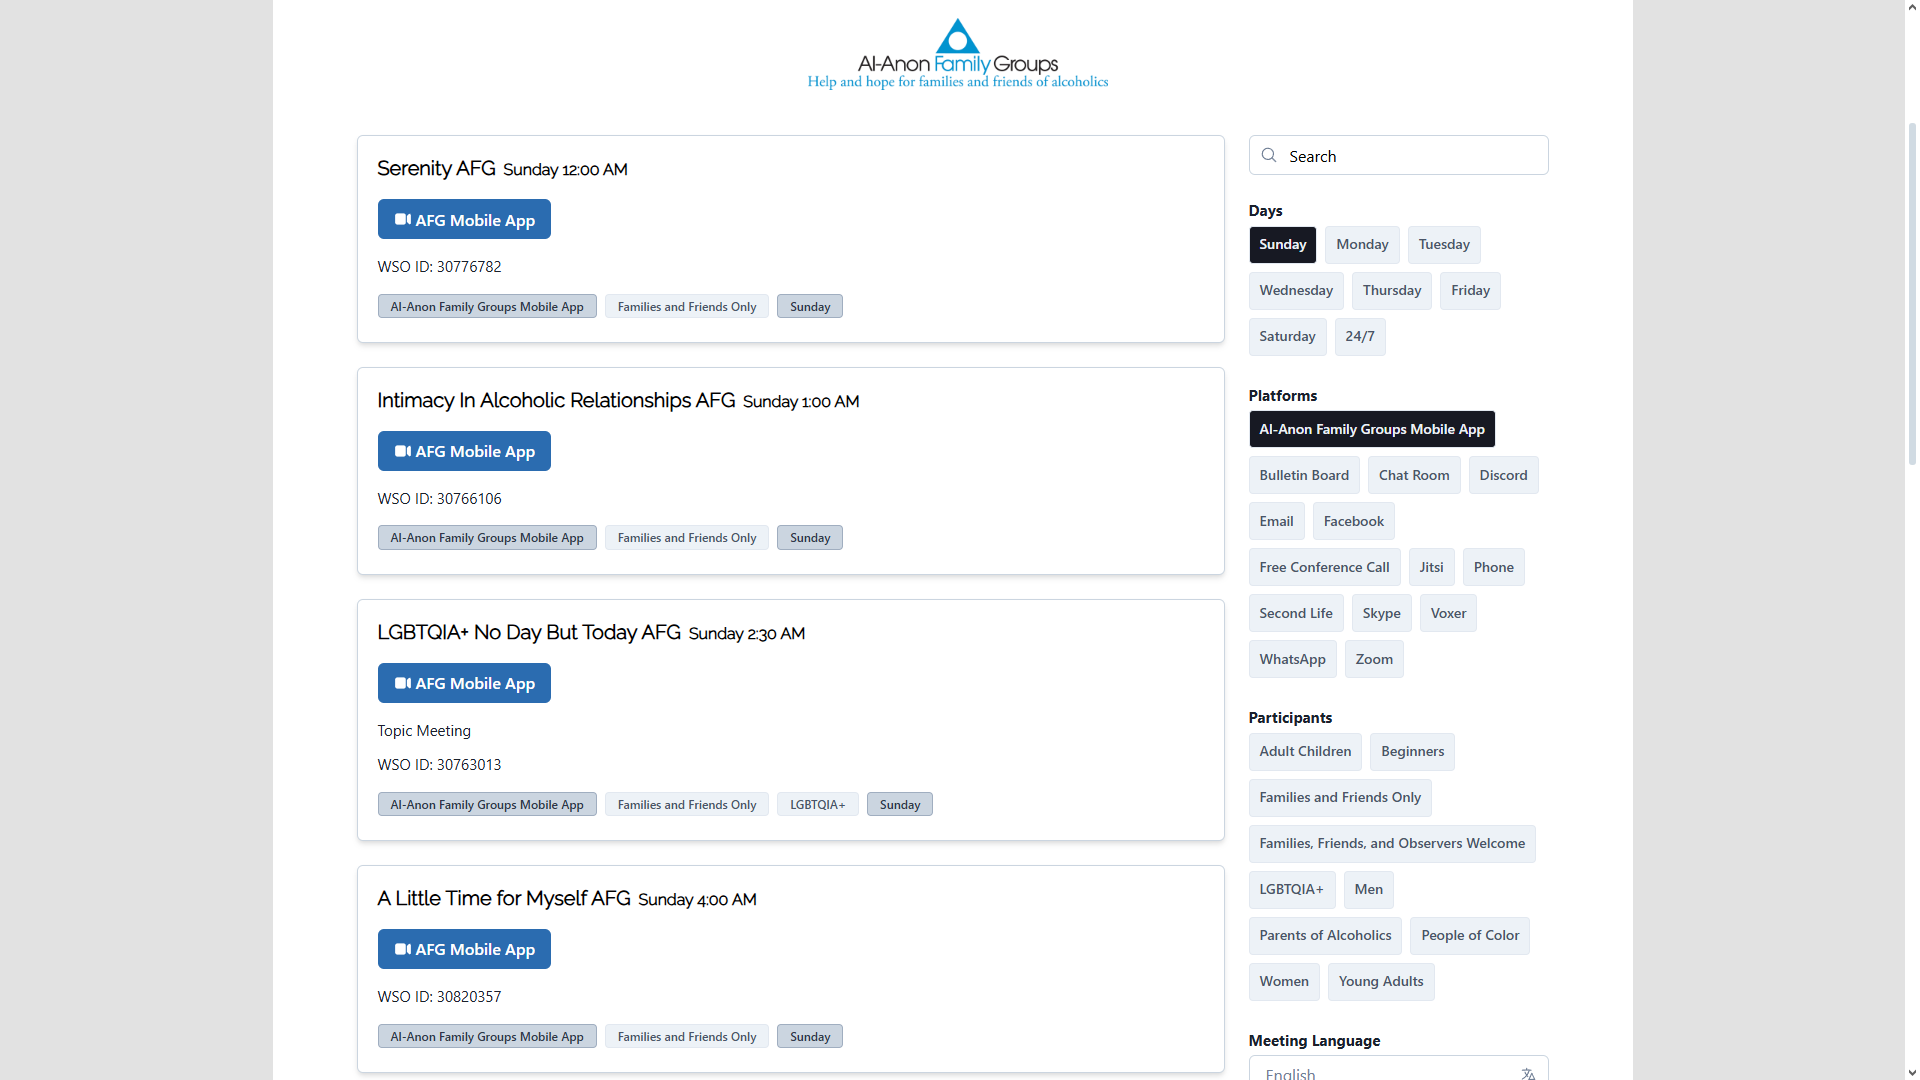 Al-Anon Family Groups
Help and hope for families and friends of alcoholics
Serenity AFG Sunday 12:00 AM
AFG Mobile App
WSO ID: 30776782
Al-Anon Family Groups Mobile App Families and Friends Only Sunday
Intimacy In Alcoholic Relationships AFG Sunday 1:00 AM
AFG Mobile App
WSO ID: 30766106
Al-Anon Family Groups Mobile App Families and Friends Only Sunday
LGBTQIA+ No Day But Today AFG Sunday 2:30 AM
AFG Mobile App
Topic Meeting
WSO ID: 30763013
Al-Anon Family Groups Mobile App Families and Friends Only LGBTQIA+ Sunday
A Little Time for Myself AFG Sunday 4:00 AM
AFG Mobile App
WSO ID: 30820357
Al-Anon Family Groups Mobile App Families and Friends Only Sunday
Search
Days
Sunday Monday Tuesday
Wednesday Thursday Friday
Saturday 24/7
Platforms
Al-Anon Family Groups Mobile App
Bulletin Board Chat Room Discord
Email Facebook
Free Conference Call Jitsi Phone
Second Life Skype Voxer
WhatsApp Zoom
Participants
Adult Children Beginners
Families and Friends Only
Families, Friends, and Observers Welcome
LGBTQIA+ Men
Parents of Alcoholics People of Color
Women Young Adults
Meeting Language
English